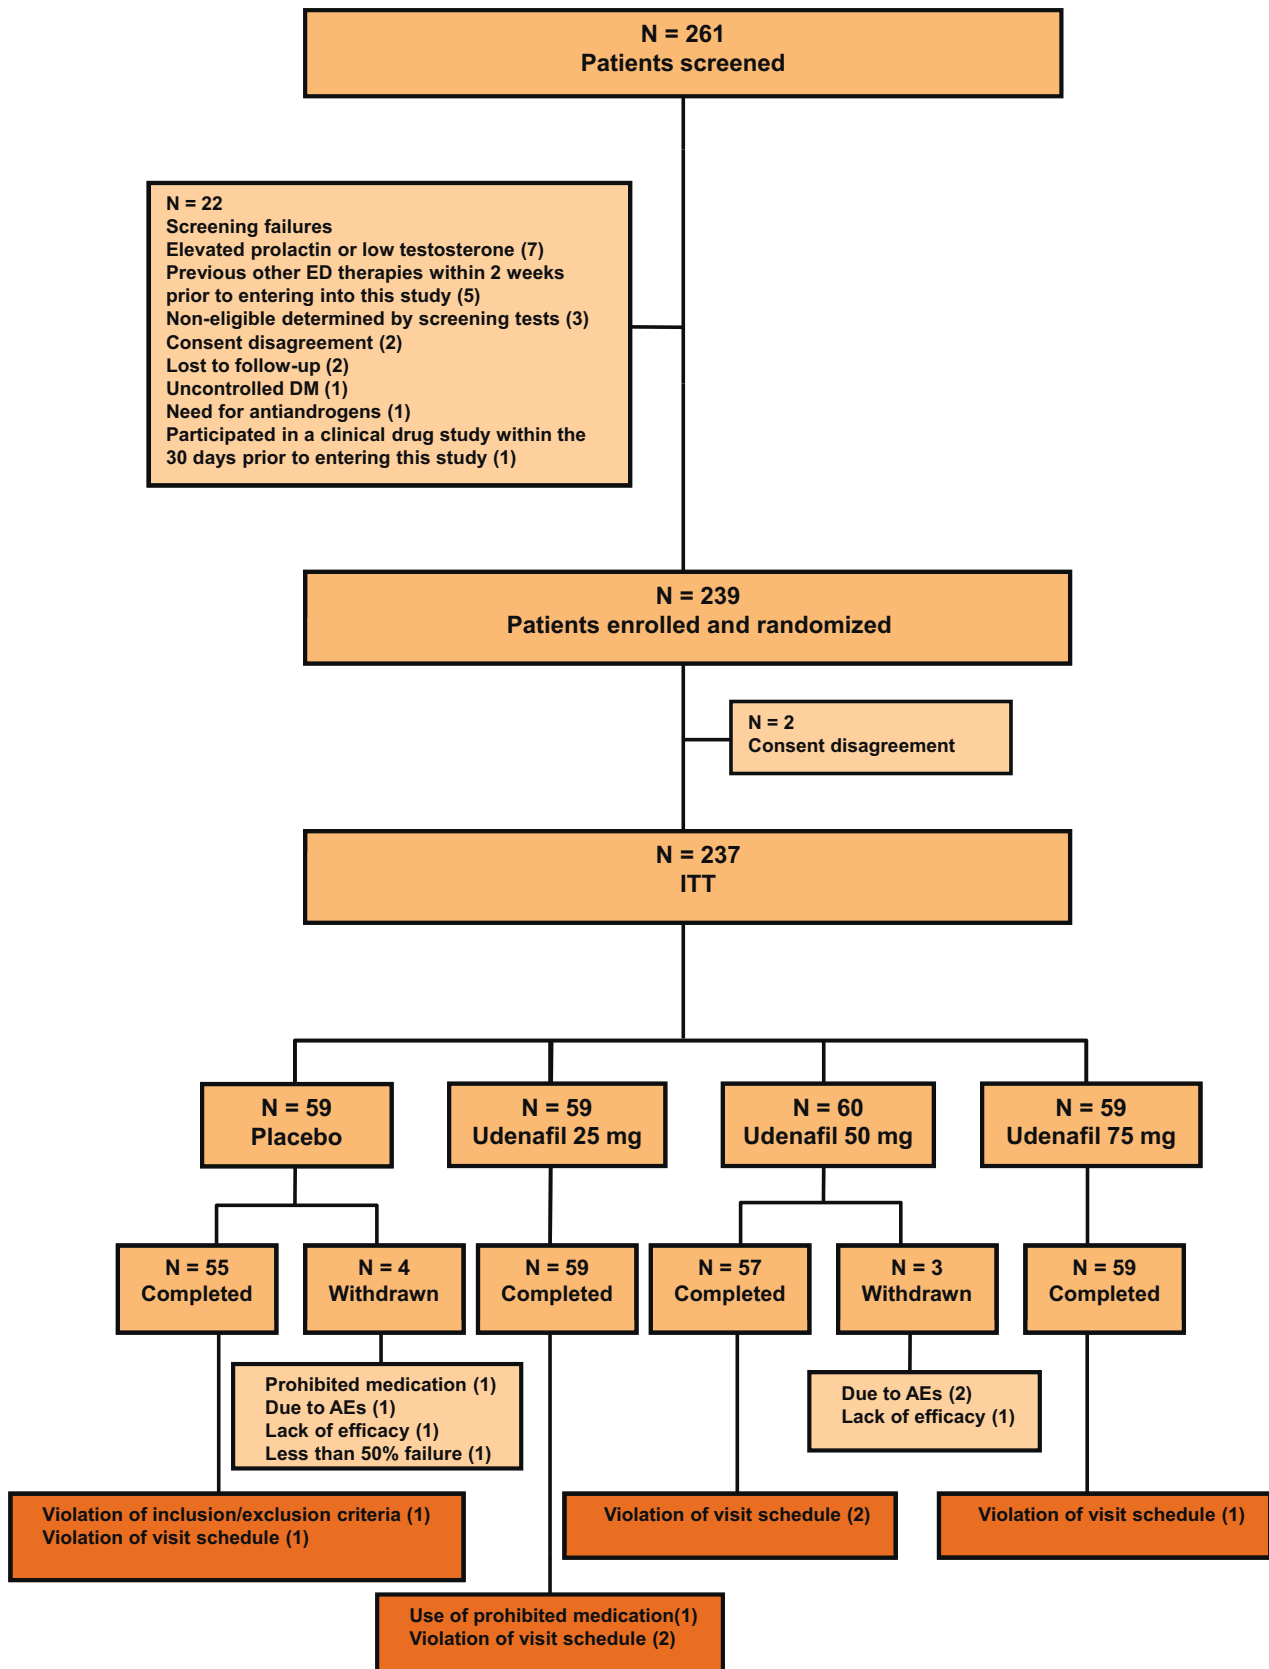 N = 261
Patients screened
N = 22
Screening failures
Elevated prolactin or low testosterone (7)
Previous other ED therapies within 2 weeks
prior to entering into this study (5)
Non-eligible determined by screening tests (3)
Consent disagreement (2)
Lost to follow-up (2)
Uncontrolled DM (1)
Need for antiandrogens (1)
Participated in a clinical drug study within the
30 days prior to entering this study (1)
N = 239
Patients enrolled and randomized
N = 2
Consent disagreement
N = 237
ITT
N = 59
Placebo
N = 59
Udenafil 25 mg
N = 60
Udenafil 50 mg
N = 59
Udenafil 75 mg
N = 55
Completed
N = 4
Withdrawn
N = 59
Completed
N = 57
Completed
N = 3
Withdrawn
N = 59
Completed
Prohibited medication (1)
Due to AEs (1)
Lack of efficacy (1)
Less than 50% failure (1)
Due to AEs (2)
Lack of efficacy (1)
Violation of inclusion/exclusion criteria (1)
Violation of visit schedule (1)
Violation of visit schedule (2)
Violation of visit schedule (1)
Use of prohibited medication(1)
Violation of visit schedule (2)